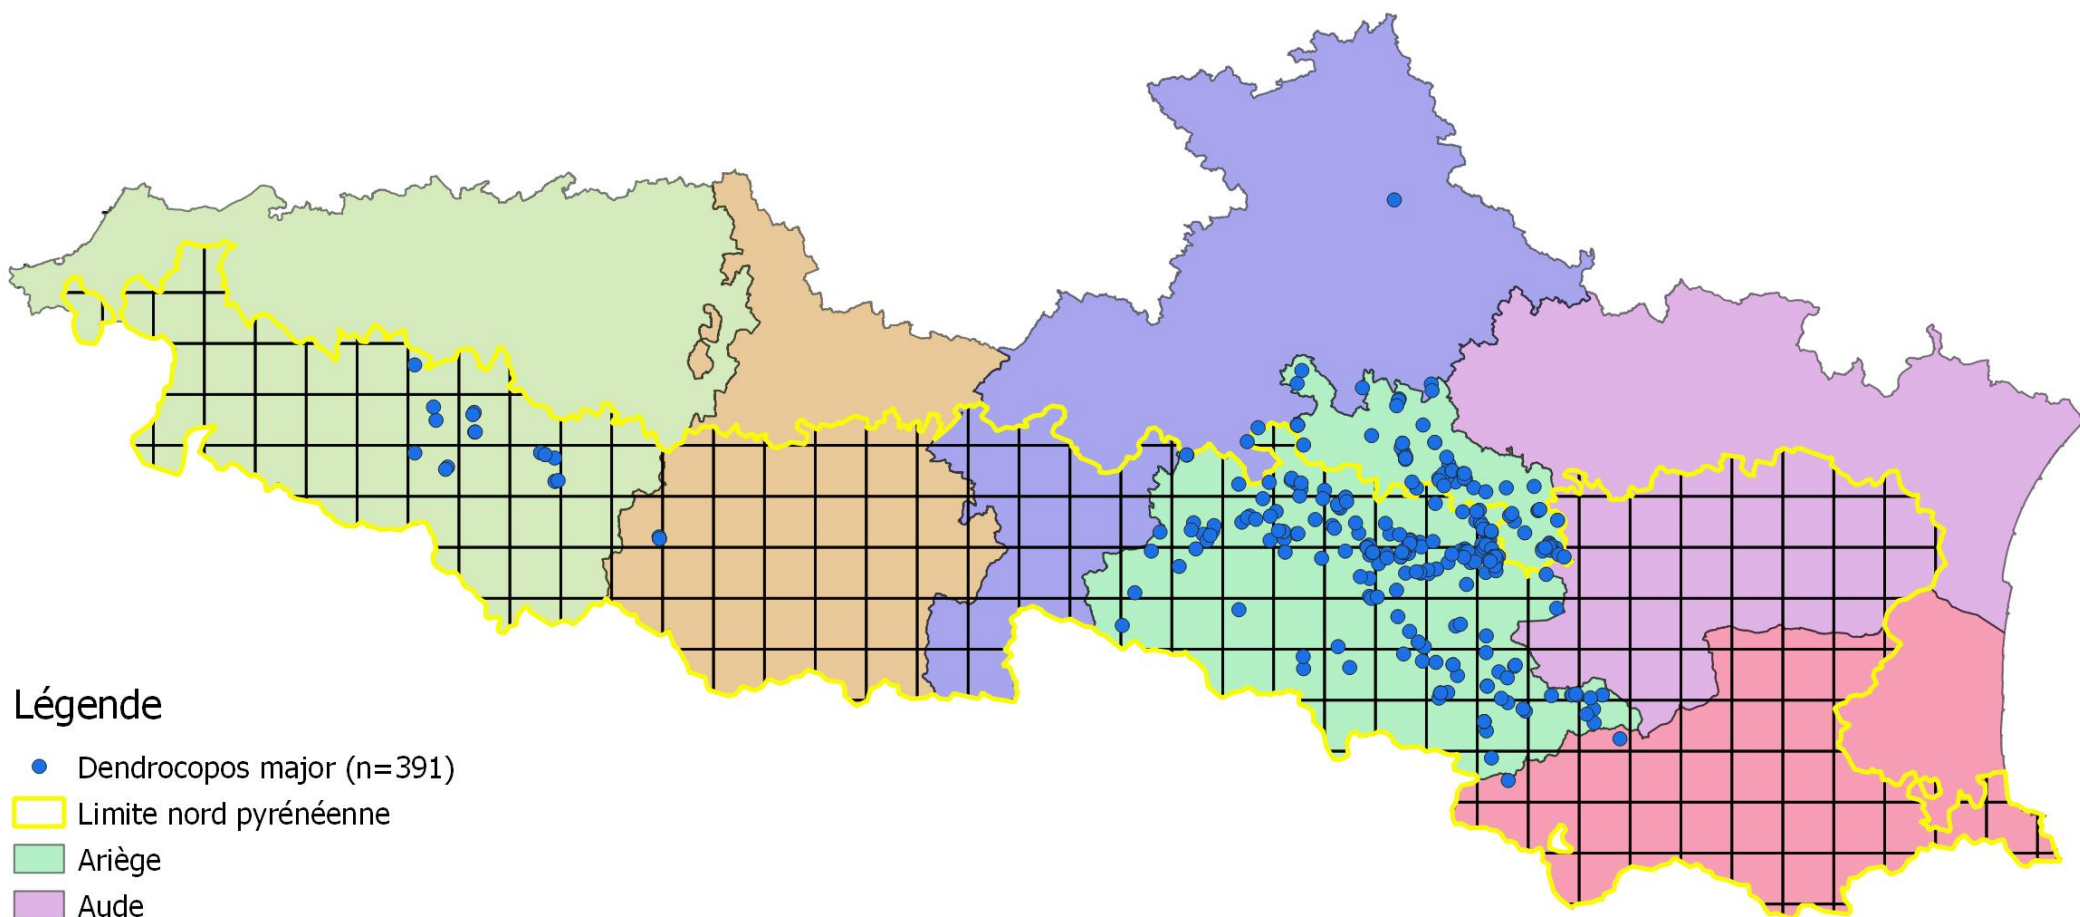 Légende
Dendrocopos major (n=391)
Limite nord pyrénéenne
Ariège
Aude